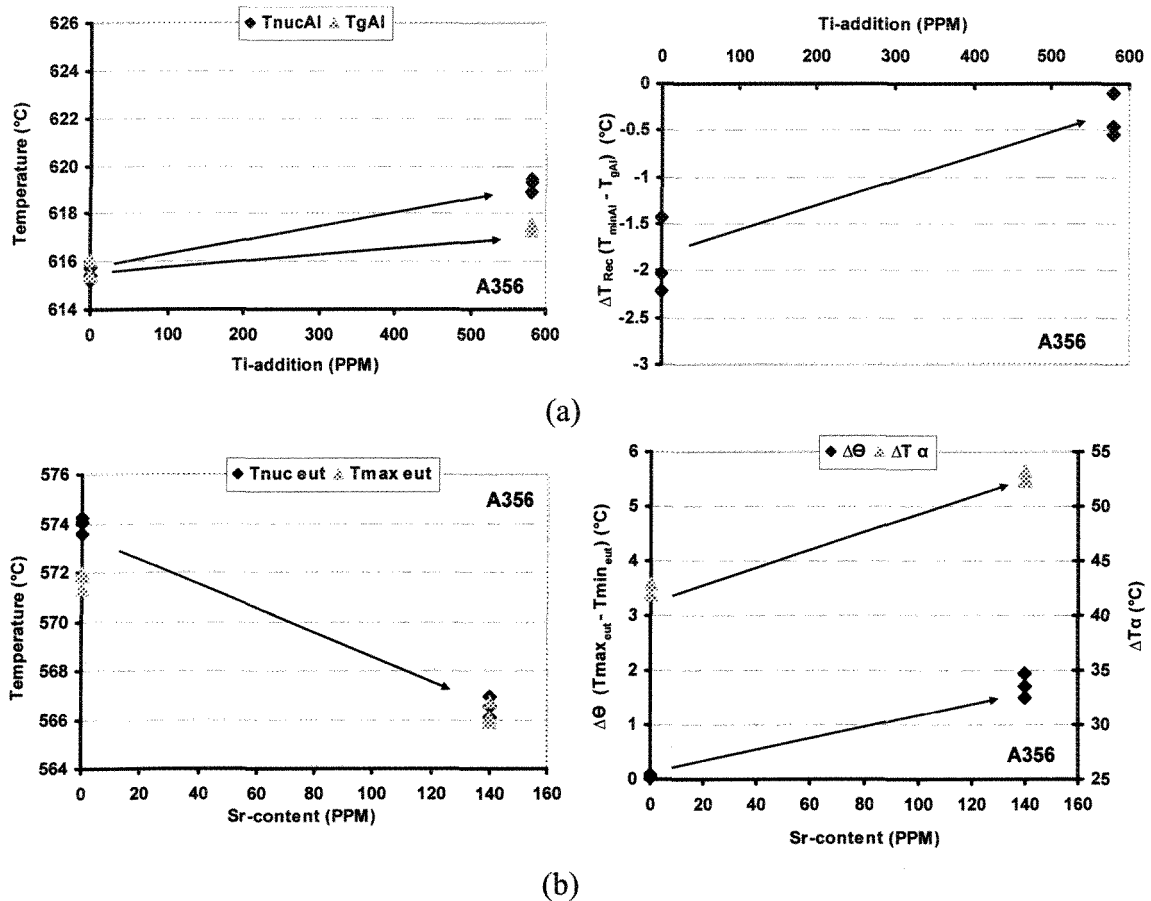 TnucAl TgAl
626
624
622
620
618
616
614
Temperature (°C)
0 100 200 300 400 500 600
Ti-addition (PPM)
A356
Ti-addition (PPM)
0 100 200 300 400 500 600
0
-0.5
-1
-1.5
-2
-2.5
-3
ΔT Rec (TminAl - TgAl) (°C)
A356
(a)
Tnuc eut Tmax eut
576
574
572
570
568
566
564
Temperature (°C)
A356
0 20 40 60 80 100 120 140 160
Sr-content (PPM)
ΔΘ ΔT α
6
5
4
3
2
1
0
ΔΘ (Tmaxeut - Tmineut) (°C)
55
50
45
40
35
30
25
ΔTα (°C)
A356
0 20 40 60 80 100 120 140 160
Sr-content (PPM)
(b)